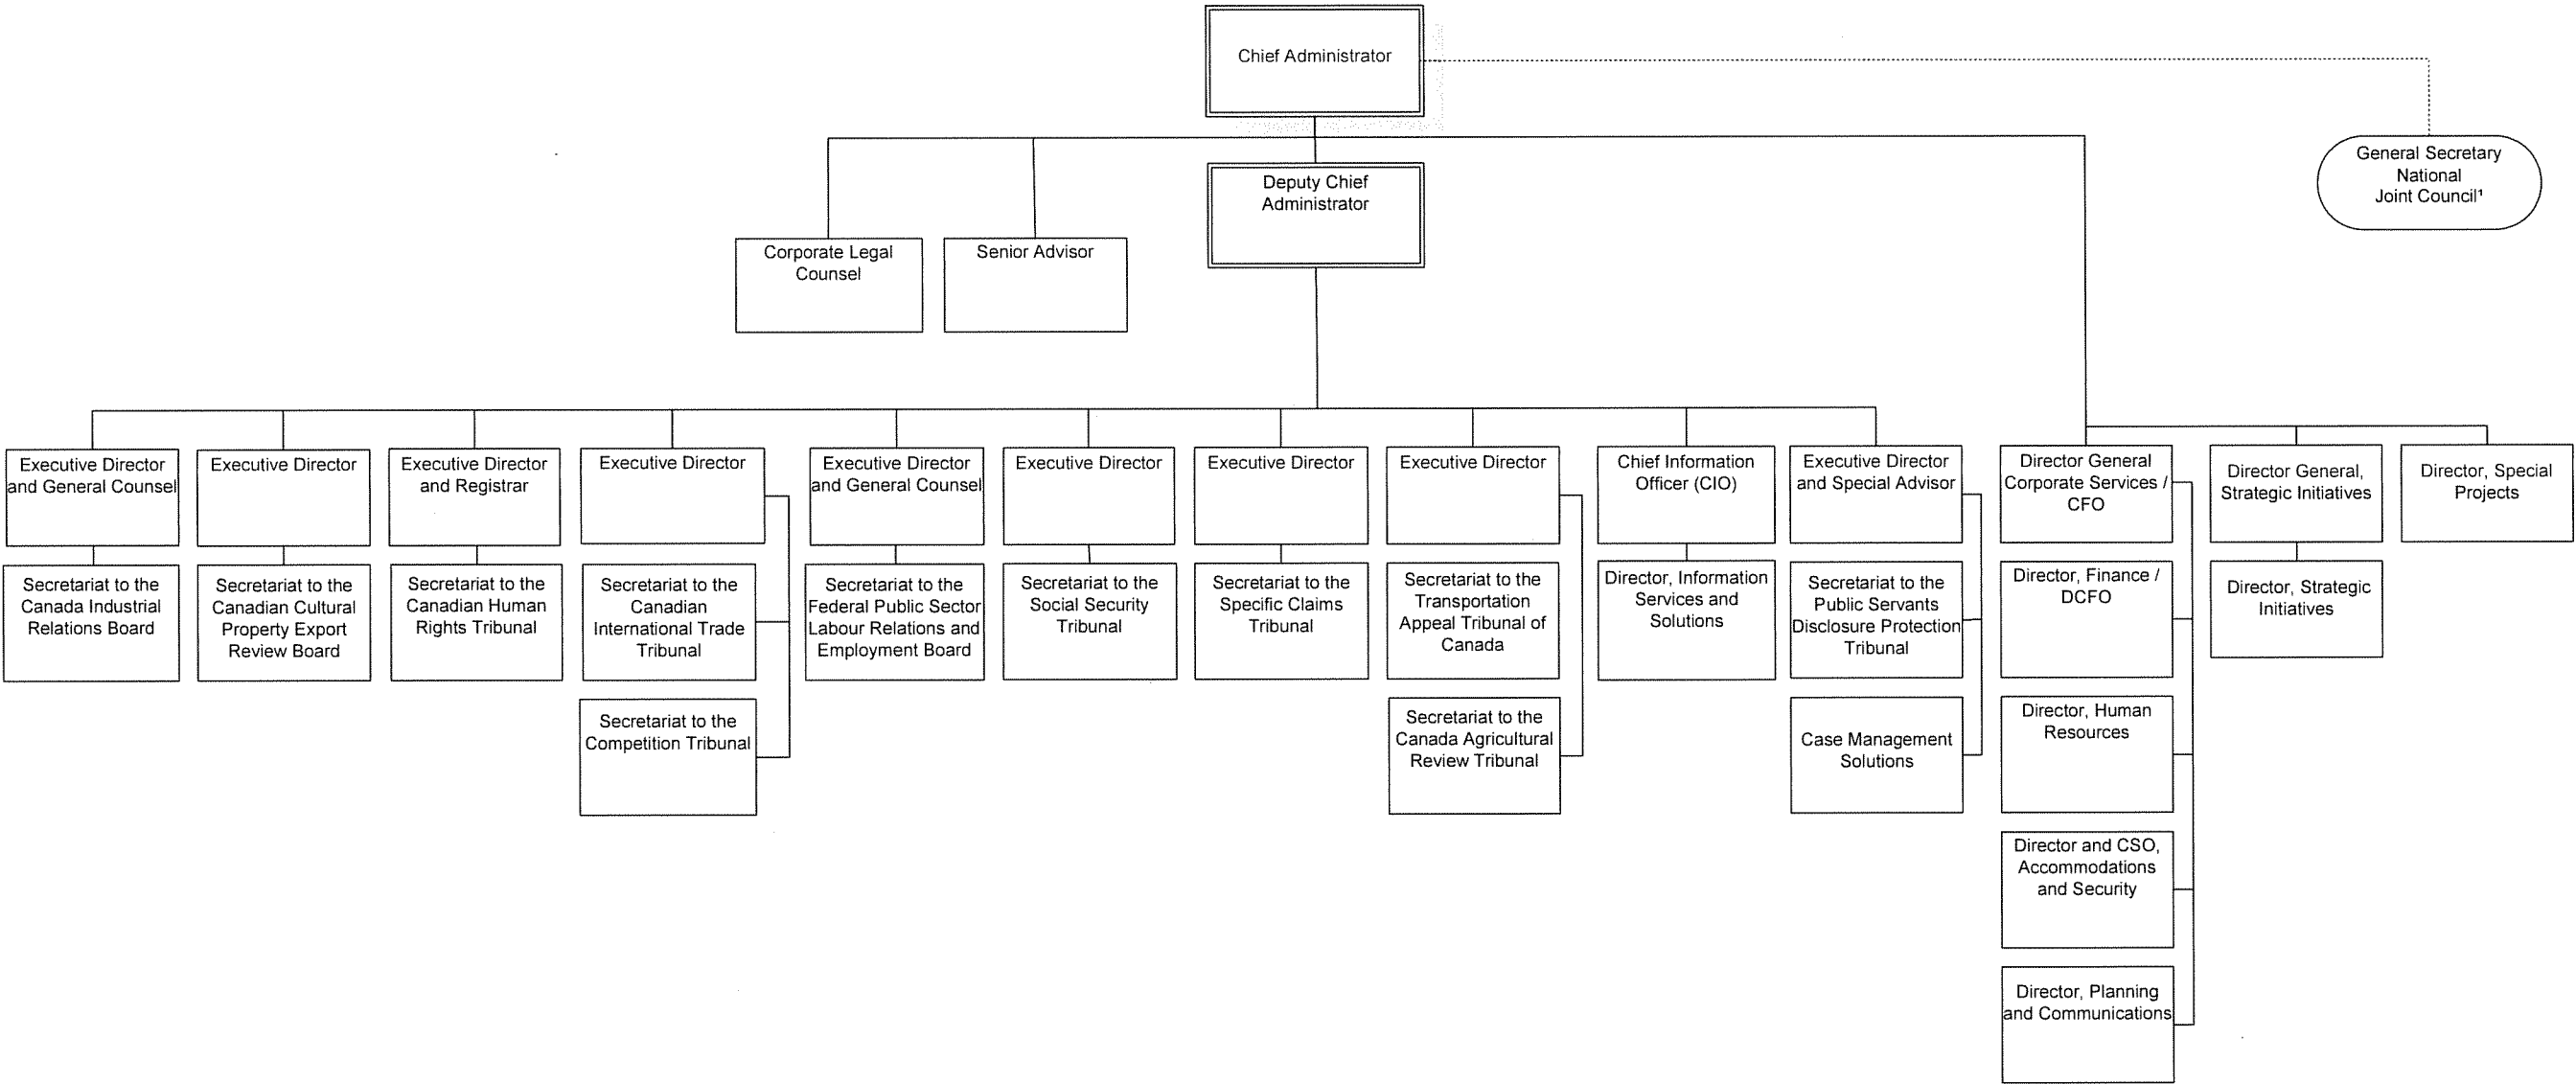 Chief Administrator
General Secretary
National
Joint Council¹
Deputy Chief
Administrator
Corporate Legal
Counsel
Senior Advisor
Executive Director
and General Counsel
Executive Director
Executive Director
and Registrar
Executive Director
Executive Director
and General Counsel
Executive Director
Executive Director
Executive Director
Chief Information
Officer (CIO)
Executive Director
and Special Advisor
Director General
Corporate Services /
CFO
Director General,
Strategic Initiatives
Director, Special
Projects
Secretariat to the
Canada Industrial
Relations Board
Secretariat to the
Canadian Cultural
Property Export
Review Board
Secretariat to the
Canadian Human
Rights Tribunal
Secretariat to the
Canadian
International Trade
Tribunal
Secretariat to the
Federal Public Sector
Labour Relations and
Employment Board
Secretariat to the
Social Security
Tribunal
Secretariat to the
Specific Claims
Tribunal
Secretariat to the
Transportation
Appeal Tribunal of
Canada
Director, Information
Services and
Solutions
Secretariat to the
Public Servants
Disclosure Protection
Tribunal
Director, Finance /
DCFO
Director, Strategic
Initiatives
Secretariat to the
Competition Tribunal
Secretariat to the
Canada Agricultural
Review Tribunal
Case Management
Solutions
Director, Human
Resources
Director and CSO,
Accommodations
and Security
Director, Planning
and Communications